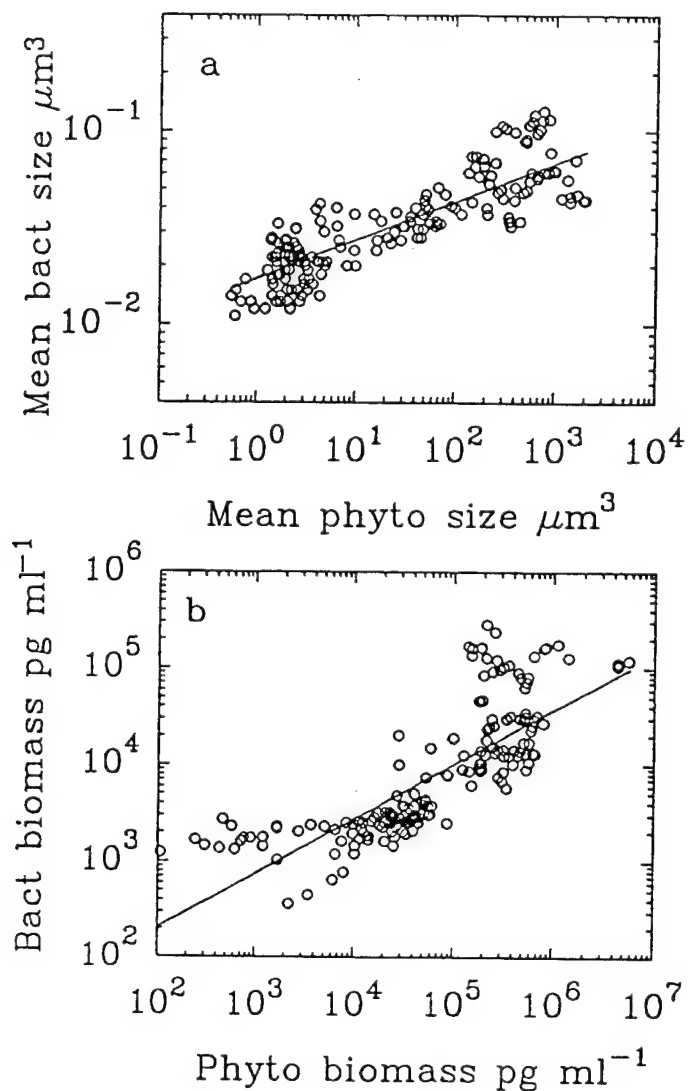 a
Mean bact size μm³
10⁻¹
10⁻²
10⁻¹ 10⁰ 10¹ 10² 10³ 10⁴
Mean phyto size μm³
b
Bact biomass pg ml⁻¹
10⁶
10⁵
10⁴
10³
10²
10² 10³ 10⁴ 10⁵ 10⁶ 10⁷
Phyto biomass pg ml⁻¹